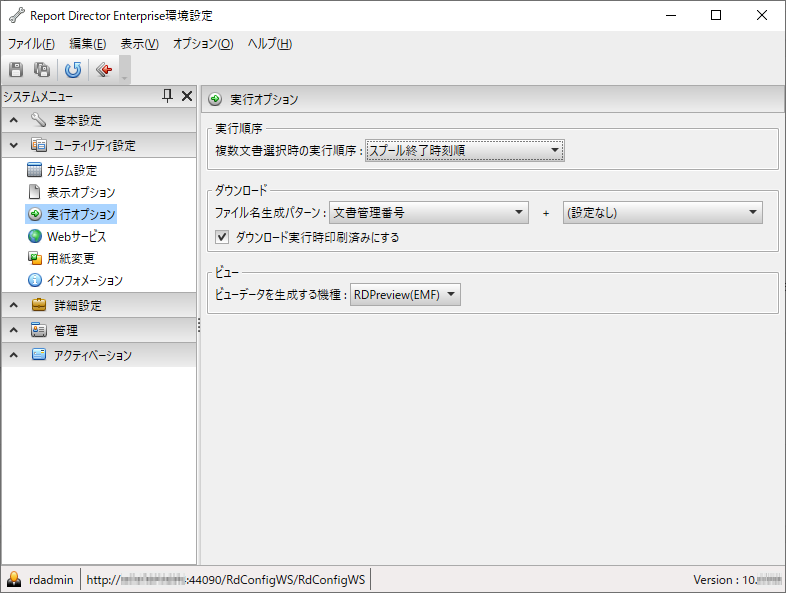 Report Director Enterprise環境設定
ファイル(F) 編集(E) 表示(V) オプション(O) ヘルプ(H)
システムメニュー
基本設定
ユーティリティ設定
カラム設定
表示オプション
実行オプション
Webサービス
用紙変更
インフォメーション
詳細設定
管理
アクティベーション
実行オプション
実行順序
複数文書選択時の実行順序 : スプール終了時刻順
ダウンロード
ファイル名生成パターン : 文書管理番号 + (設定なし)
ダウンロード実行時印刷済みにする
ビュー
ビューデータを生成する機種 : RDPreview(EMF)
rdadmin http:// :44090/RdConfigWS/RdConfigWS Version : 10.